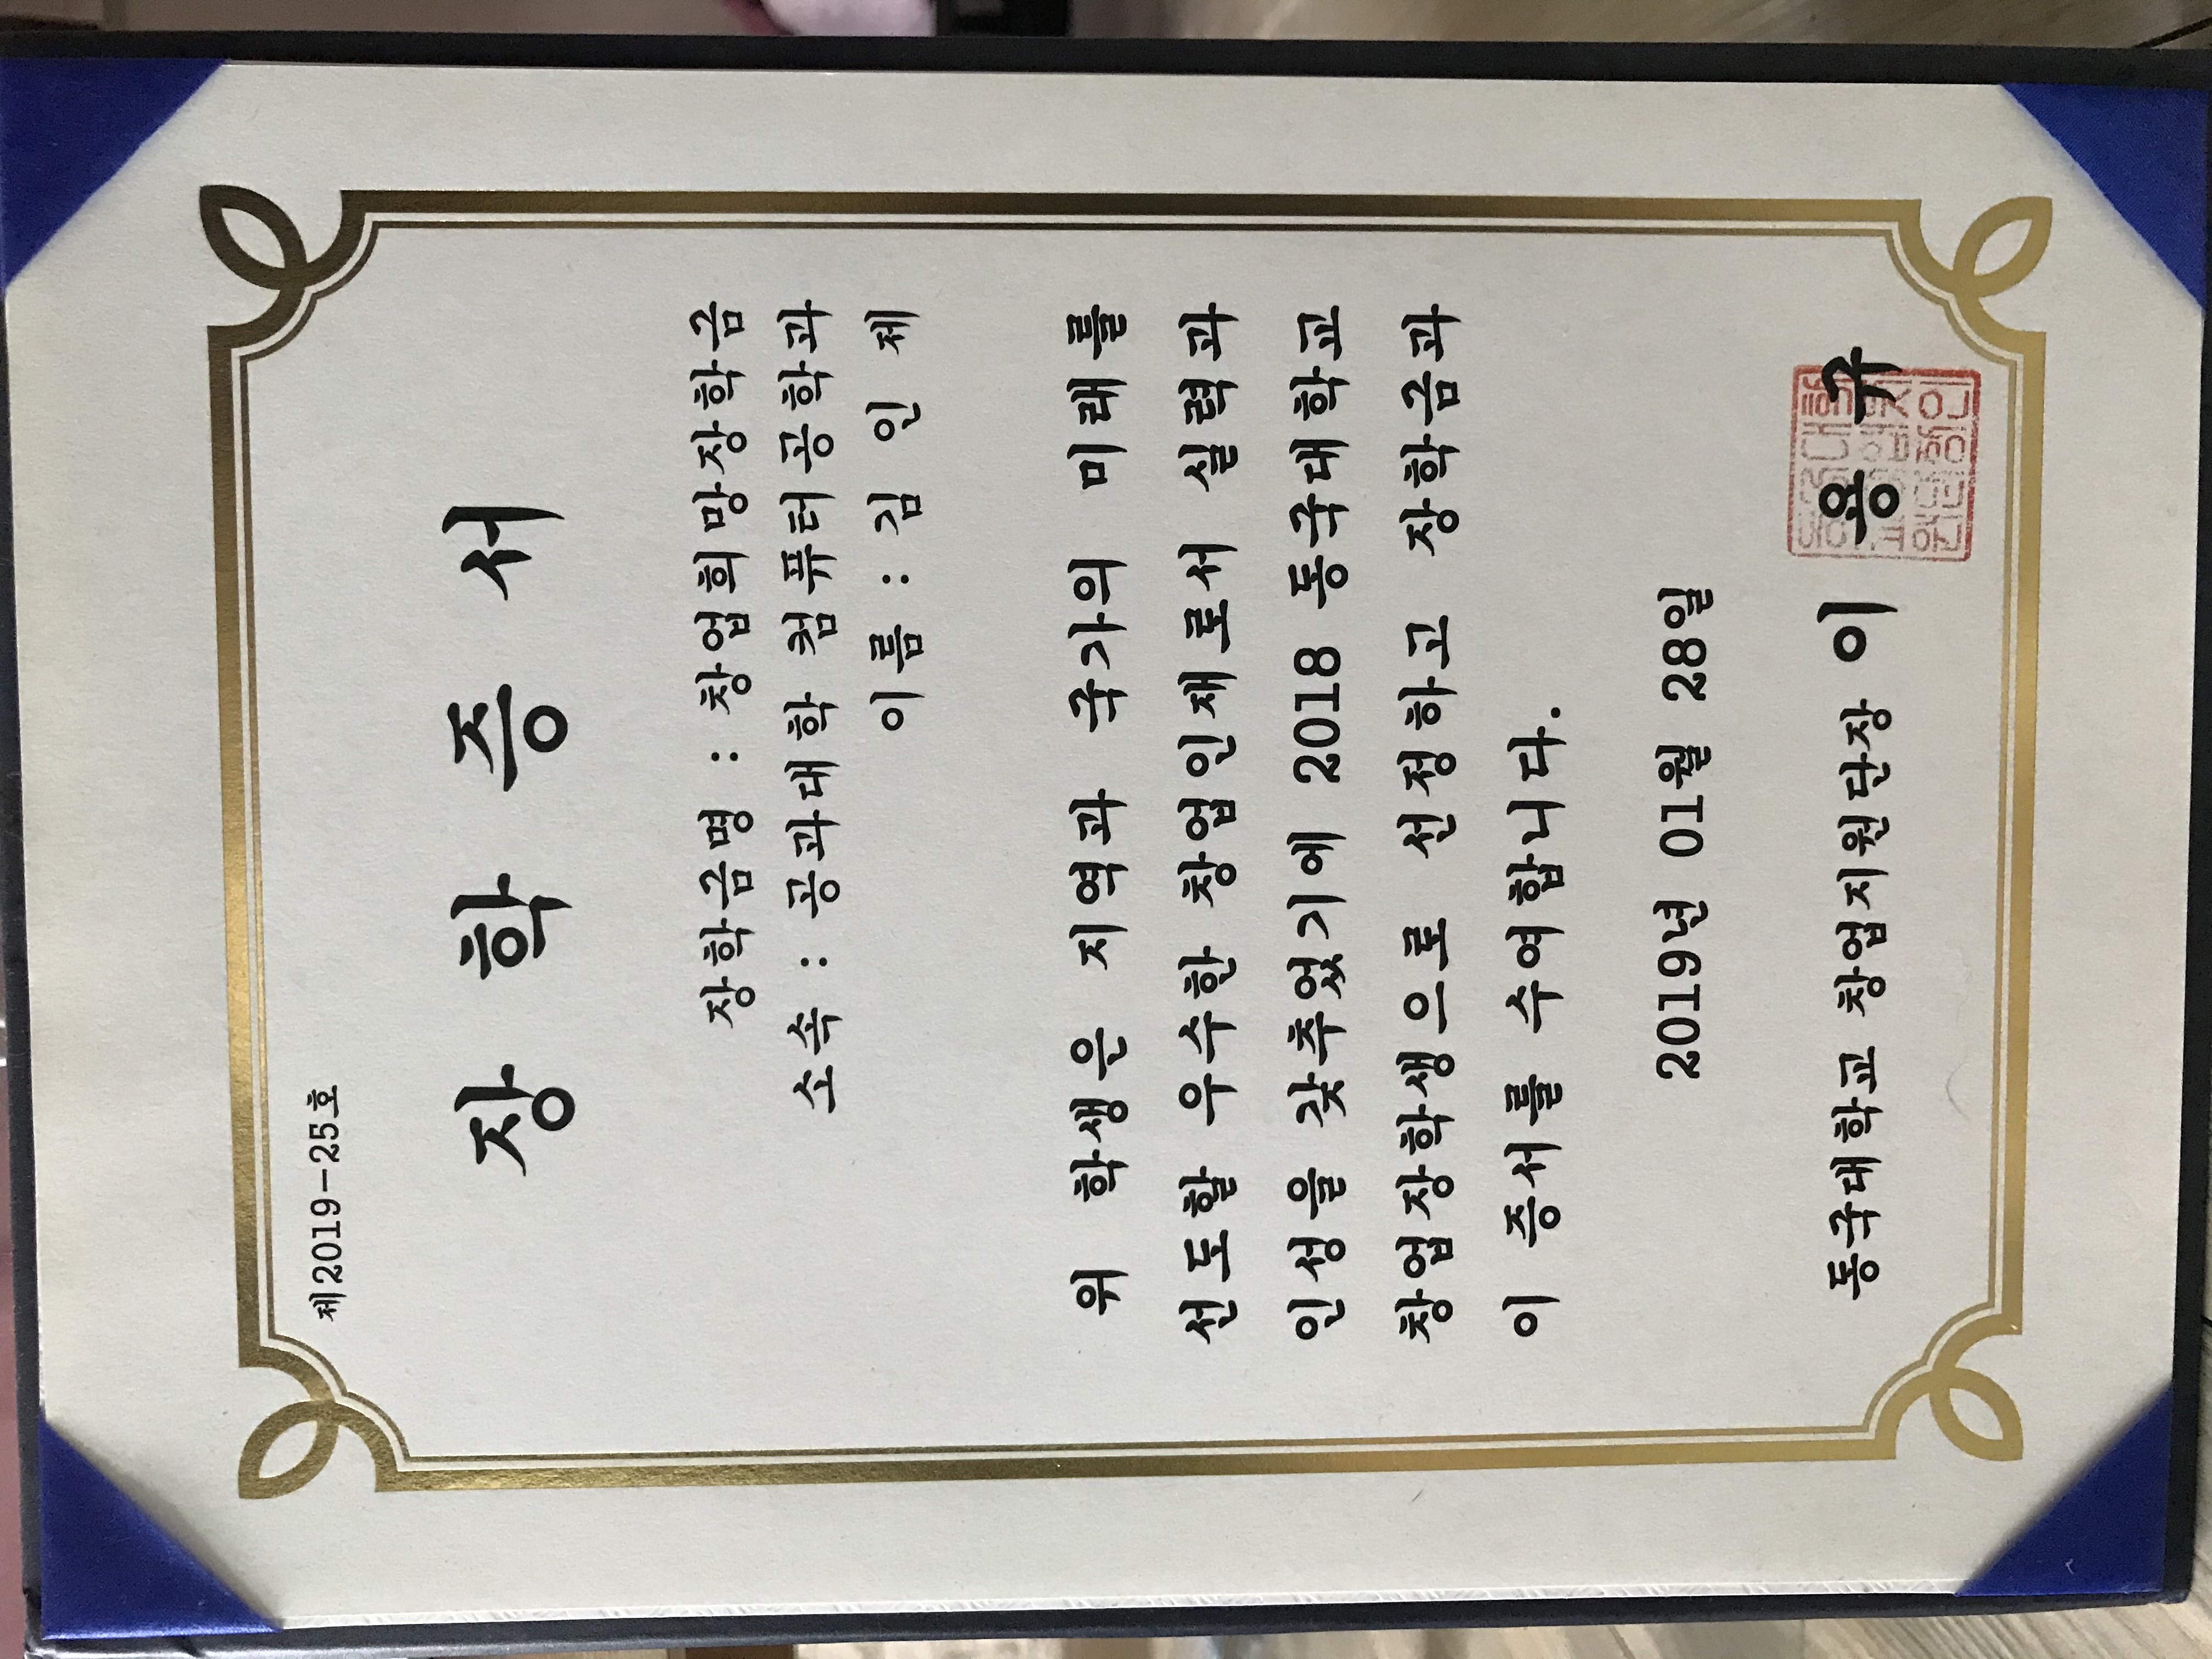 제2019-25호
장 학 증 서
장학금명 : 창업희망장학금
소속 : 공과대학 컴퓨터공학과
이름 : 김 인 제
위 학생은 지역과 국가의 미래를
선도할 우수한 창업인재로서 실력과
인성을 갖추었기에 2018 동국대학교
창업장학생으로 선정하고 장학금과
이 증서를 수여합니다.
2019년 01월 28일
동국대학교 창업지원단장 이 용 규
동국대학
교창업지
원단장인